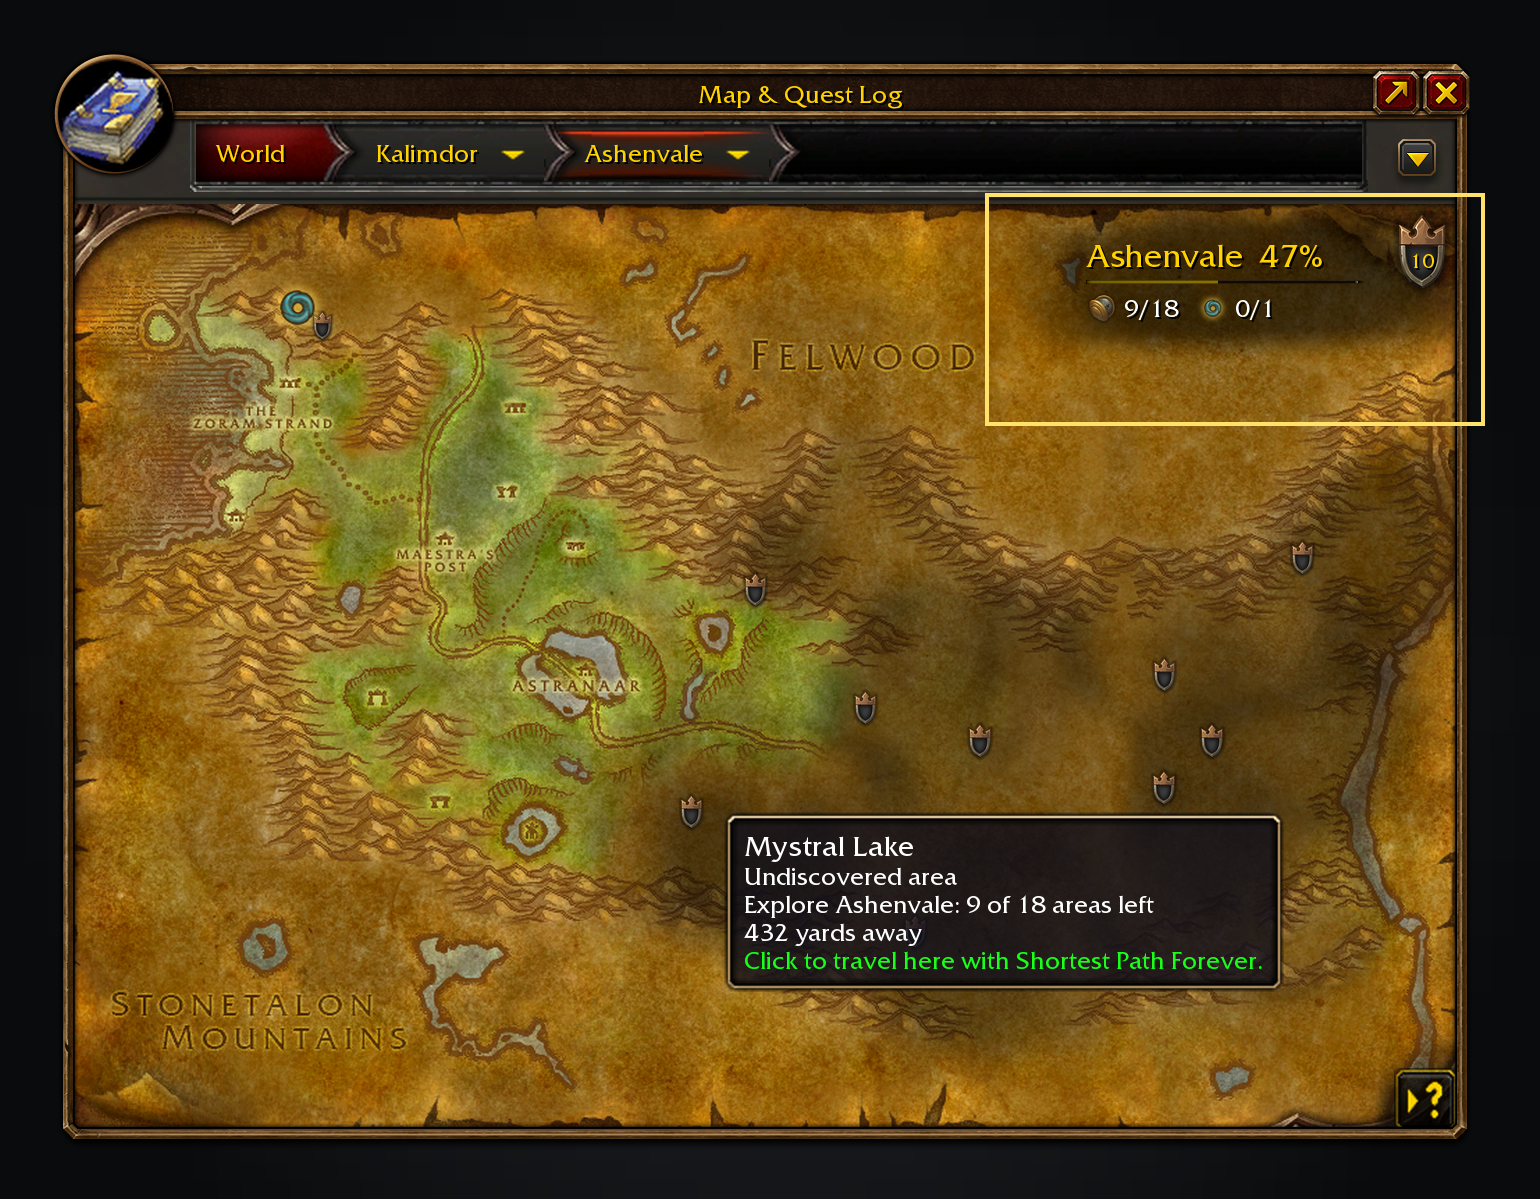 Map & Quest Log
World
Kalimdor
Ashenvale
Ashenvale 47%
10
9/18
0/1
FELWOOD
THE
ZORAM STRAND
MAESTRA'S
POST
ASTRANAAR
Mystral Lake
Undiscovered area
Explore Ashenvale: 9 of 18 areas left
432 yards away
Click to travel here with Shortest Path Forever.
STONETALON
MOUNTAINS
?